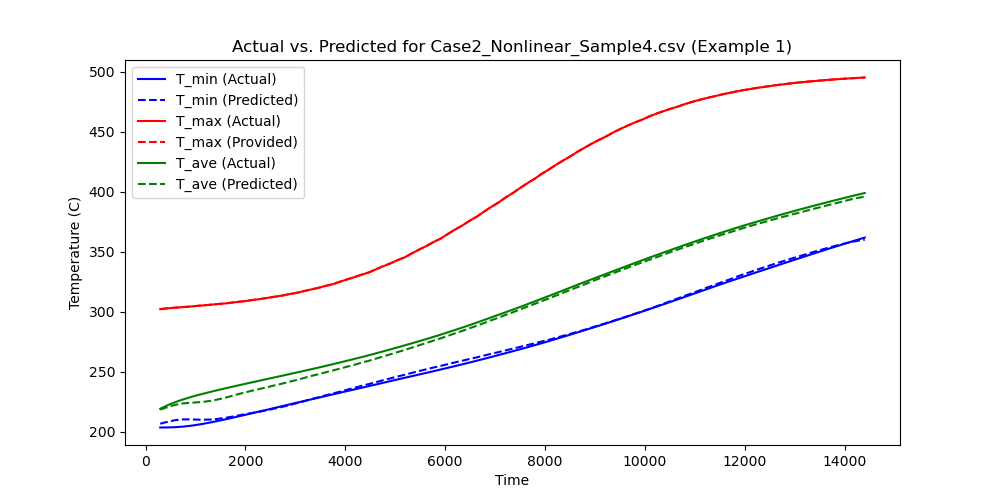 Actual vs. Predicted for Case2_Nonlinear_Sample4.csv (Example 1)
T_min (Actual)
T_min (Predicted)
T_max (Actual)
T_max (Provided)
T_ave (Actual)
T_ave (Predicted)
Temperature (C)
500
450
400
350
300
250
200
0 2000 4000 6000 8000 10000 12000 14000
Time